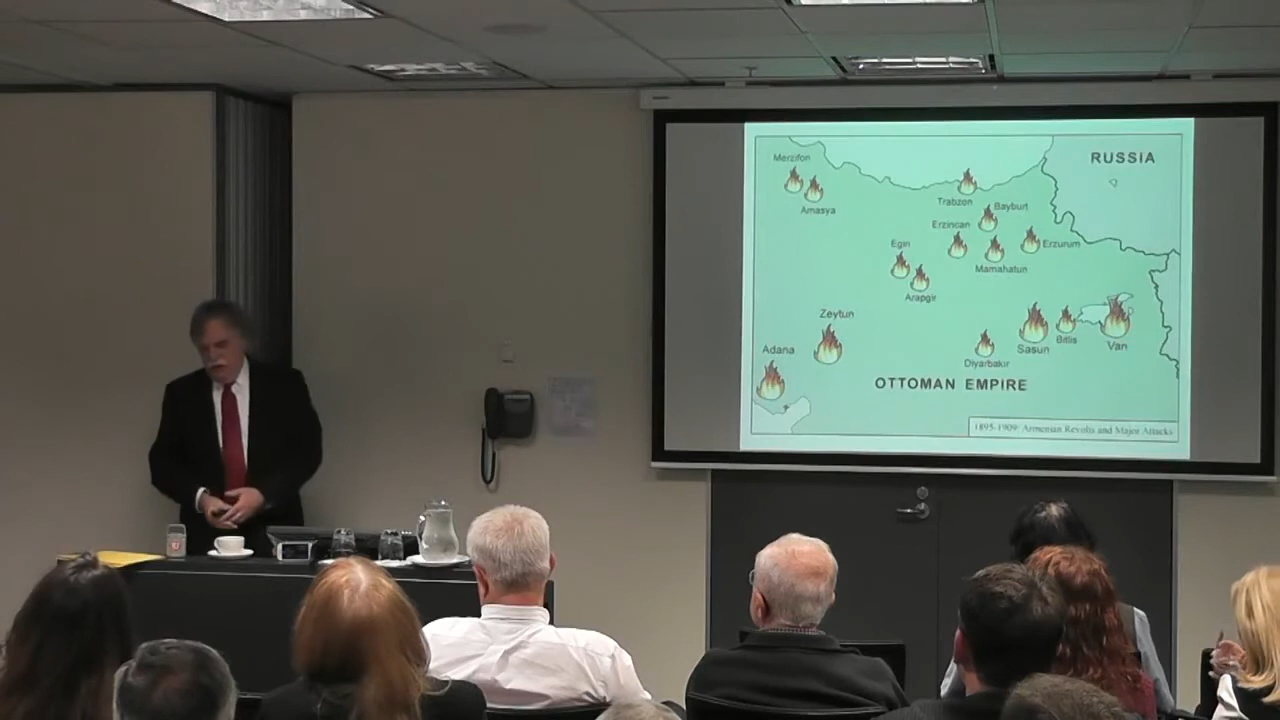 Merzifon
RUSSIA
Trabzon
Amasya
Bayburt
Erzincan
Egin
Erzurum
Mamahatun
Arapgir
Zeytun
Bitlis
Van
Sasun
Adana
Diyarbakır
OTTOMAN EMPIRE
1895-1909: Armenian Revolts and Major Attacks